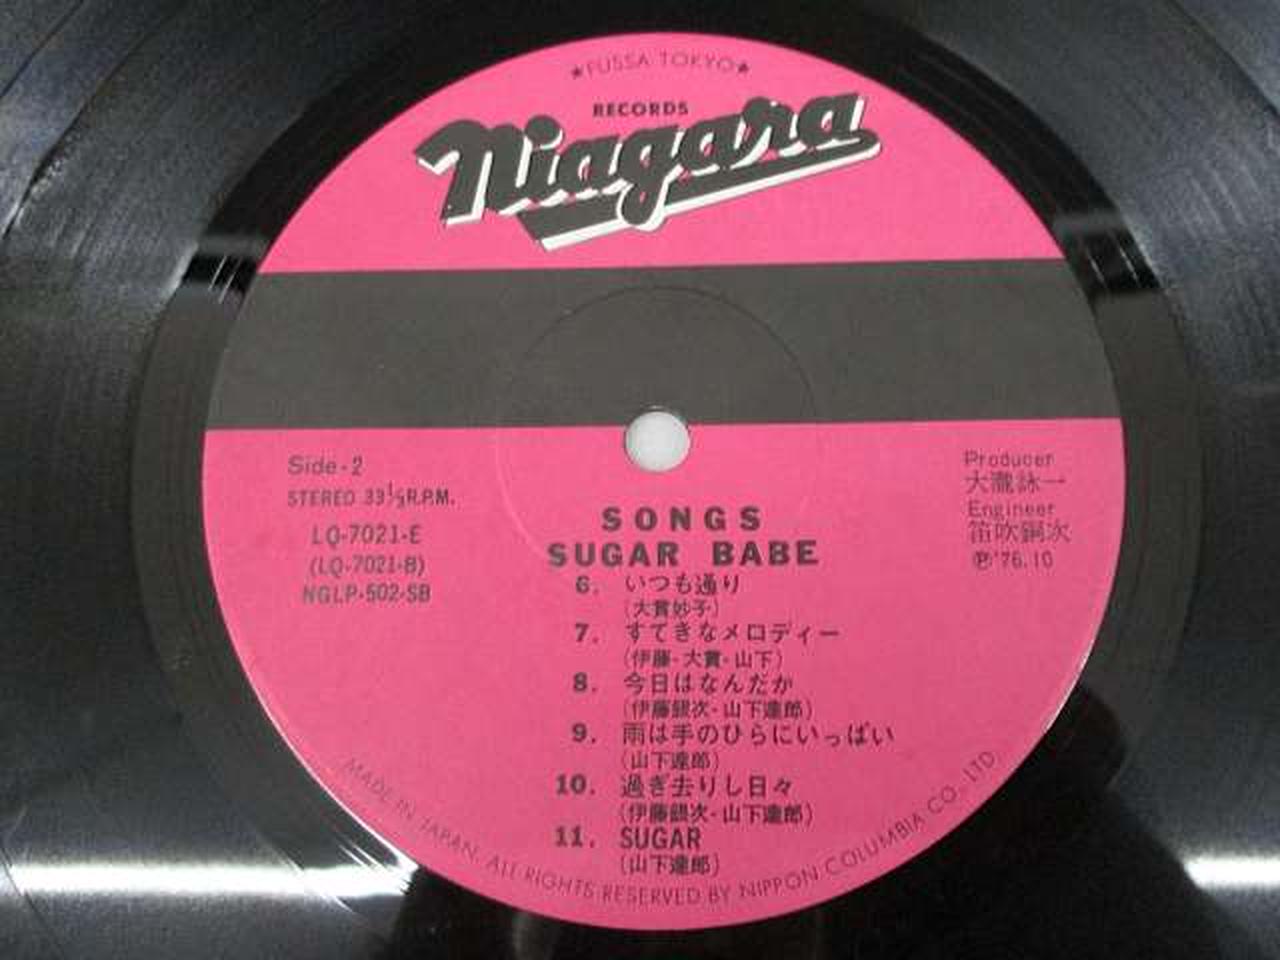 ★FUSSA TOKYO★
RECORDS
Niagara
Side-2
STEREO 33⅓R.P.M.
LQ-7021-E
(LQ-7021-B)
NGLP-502-SB
Producer
大瀧詠一
Engineer
笛吹銅次
Ⓟ'76.10
SONGS
SUGAR BABE
6. いつも通り
(大貫妙子)
7. すてきなメロディー
(伊藤-大貫-山下)
8. 今日はなんだか
(伊藤銀次-山下達郎)
9. 雨は手のひらにいっぱい
(山下達郎)
10. 過ぎ去りし日々
(伊藤銀次-山下達郎)
11. SUGAR
(山下達郎)
MADE IN JAPAN. ALL RIGHTS RESERVED BY NIPPON COLUMBIA CO., LTD.